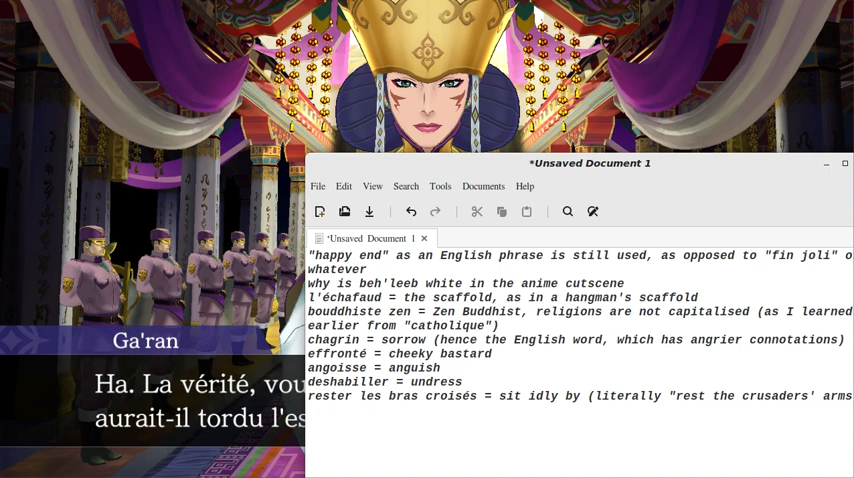 *Unsaved Document 1
File Edit View Search Tools Documents Help
*Unsaved Document 1
"happy end" as an English phrase is still used, as opposed to "fin joli" o
whatever
why is beh'leeb white in the anime cutscene
l'échafaud = the scaffold, as in a hangman's scaffold
bouddhiste zen = Zen Buddhist, religions are not capitalised (as I learned
earlier from "catholique")
chagrin = sorrow (hence the English word, which has angrier connotations)
effronté = cheeky bastard
angoisse = anguish
deshabiller = undress
rester les bras croisés = sit idly by (literally "rest the crusaders' arms
Ga'ran
Ha. La vérité, vou
aurait-il tordu l'es